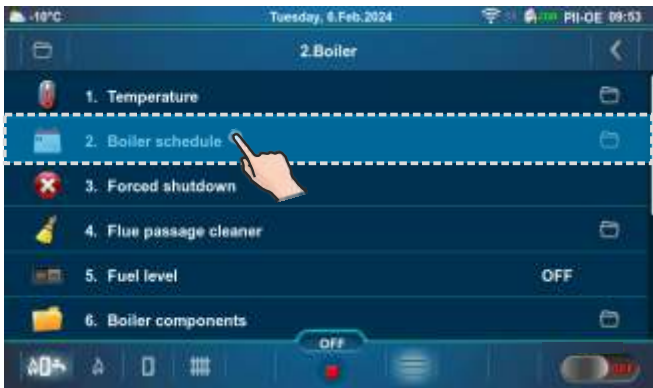 -10°C Tuesday, 6.Feb.2024 PII-OE 09:53
2.Boiler
1. Temperature
2. Boiler schedule
3. Forced shutdown
4. Flue passage cleaner
5. Fuel level OFF
6. Boiler components
OFF
OFF